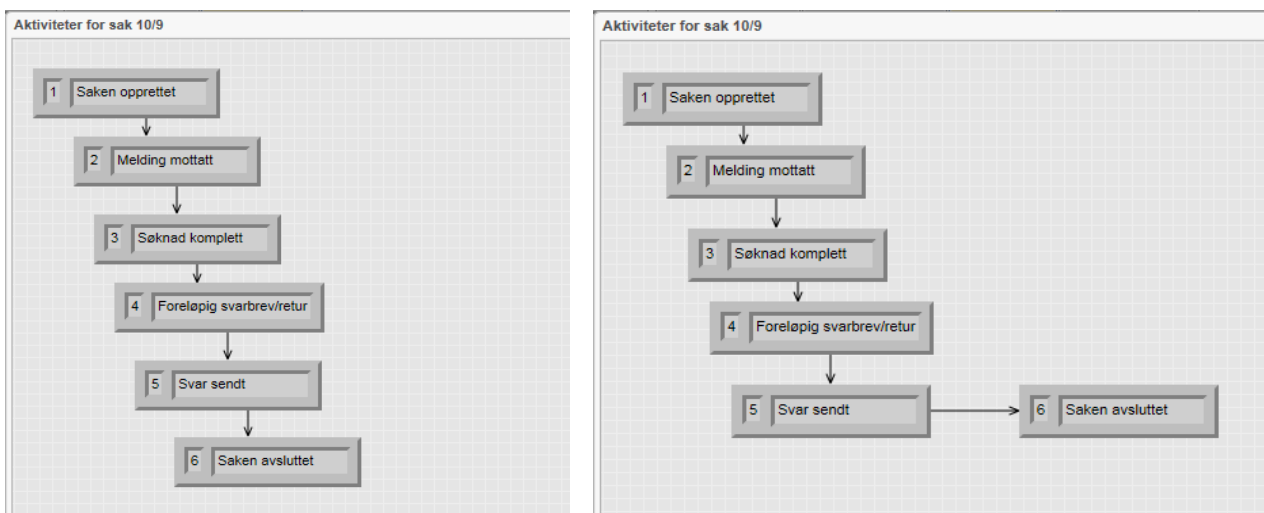 Aktiviteter for sak 10/9
1 Saken opprettet
2 Melding mottatt
3 Søknad komplett
4 Foreløpig svarbrev/retur
5 Svar sendt
6 Saken avsluttet
Aktiviteter for sak 10/9
1 Saken opprettet
2 Melding mottatt
3 Søknad komplett
4 Foreløpig svarbrev/retur
5 Svar sendt
6 Saken avsluttet